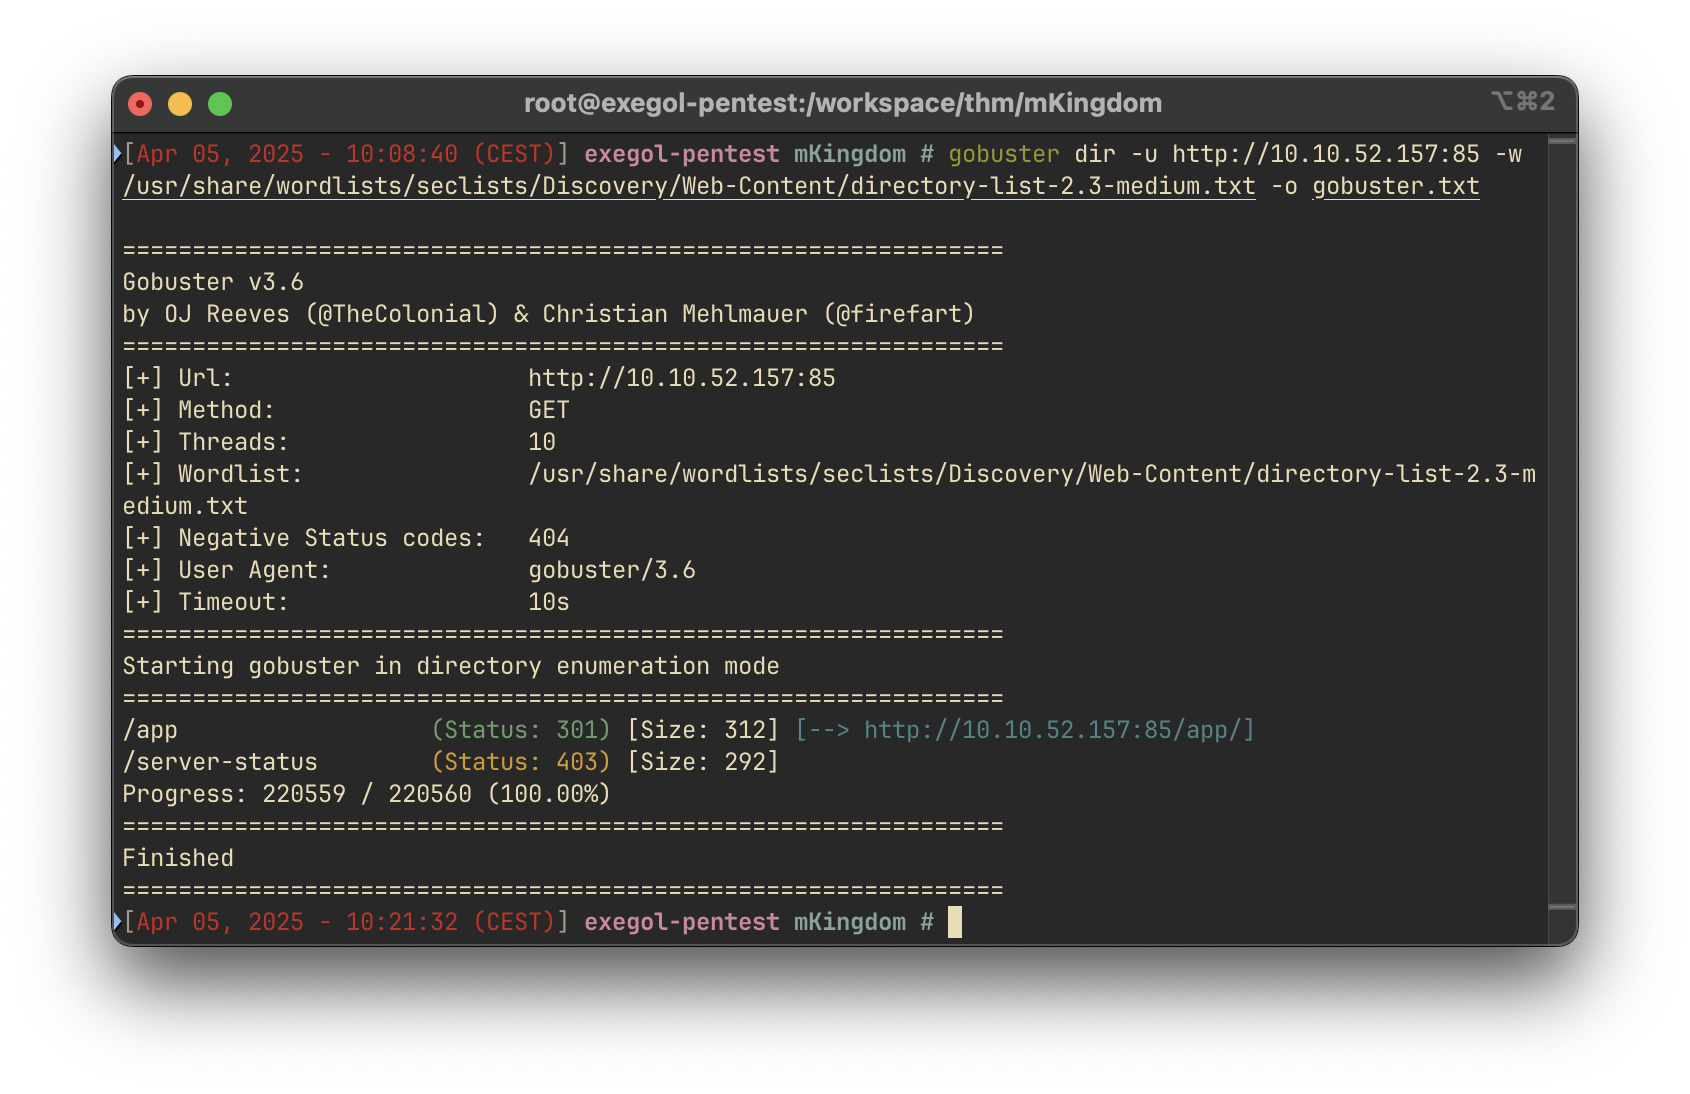 root@exegol-pentest:/workspace/thm/mKingdom
⌥⌘2
[Apr 05, 2025 - 10:08:40 (CEST)] exegol-pentest mKingdom # gobuster dir -u http://10.10.52.157:85 -w
/usr/share/wordlists/seclists/Discovery/Web-Content/directory-list-2.3-medium.txt -o gobuster.txt
===============================================================
Gobuster v3.6
by OJ Reeves (@TheColonial) & Christian Mehlmauer (@firefart)
===============================================================
[+] Url:                     http://10.10.52.157:85
[+] Method:                  GET
[+] Threads:                 10
[+] Wordlist:                /usr/share/wordlists/seclists/Discovery/Web-Content/directory-list-2.3-m
edium.txt
[+] Negative Status codes:   404
[+] User Agent:              gobuster/3.6
[+] Timeout:                 10s
===============================================================
Starting gobuster in directory enumeration mode
===============================================================
/app                  (Status: 301) [Size: 312] [--> http://10.10.52.157:85/app/]
/server-status        (Status: 403) [Size: 292]
Progress: 220559 / 220560 (100.00%)
===============================================================
Finished
===============================================================
[Apr 05, 2025 - 10:21:32 (CEST)] exegol-pentest mKingdom #